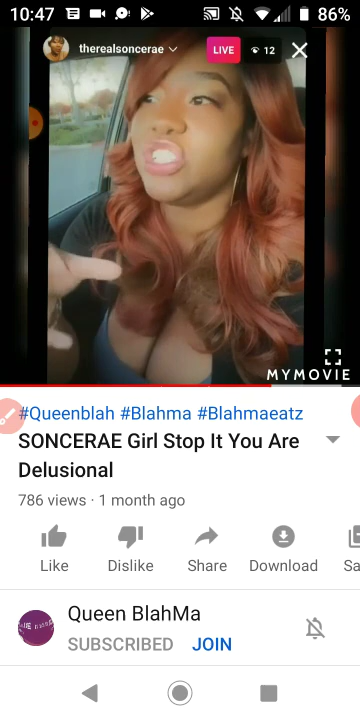 10:47
86%
therealsoncerae
LIVE
12
MYMOVIE
#Queenblah #Blahma #Blahmaeatz
SONCERAE Girl Stop It You Are
Delusional
786 views · 1 month ago
Like
Dislike
Share
Download
Sa
Queen BlahMa
SUBSCRIBED
JOIN